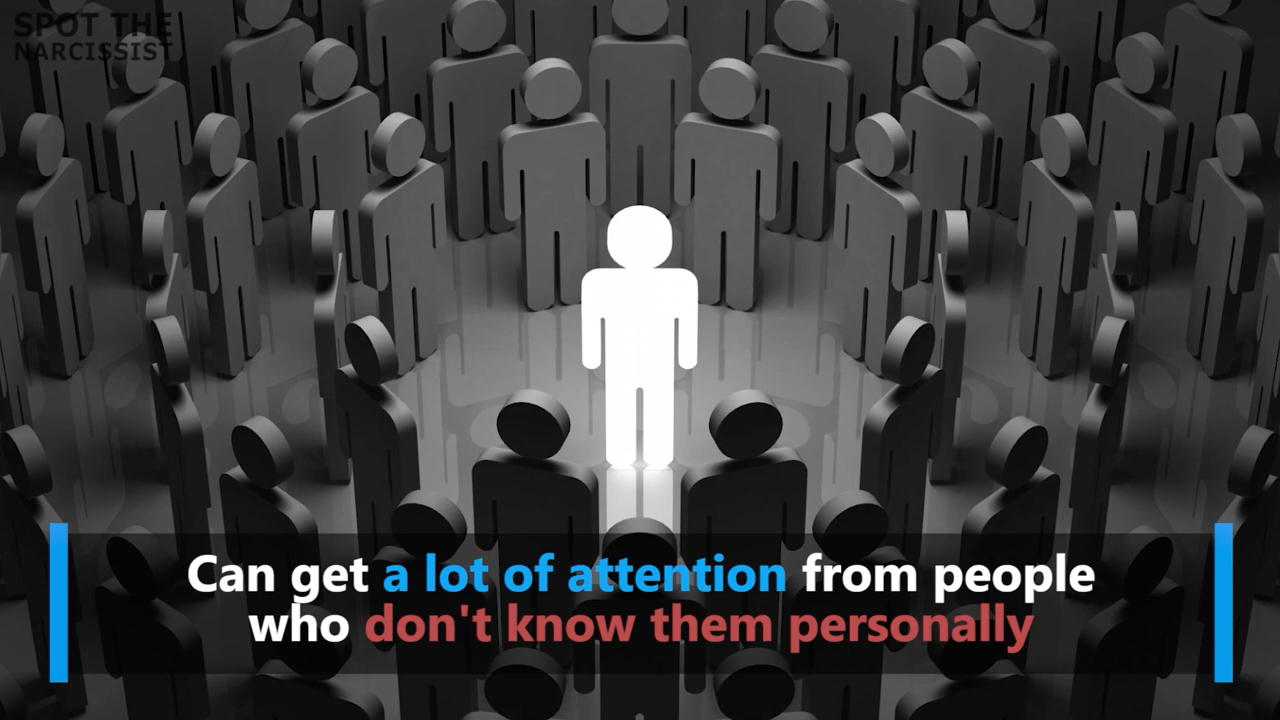 SPOT THE
NARCISSIST
Can get a lot of attention from people
who don't know them personally